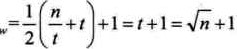 w = 1/2 (n/t + t) + 1 = t + 1 = √n + 1